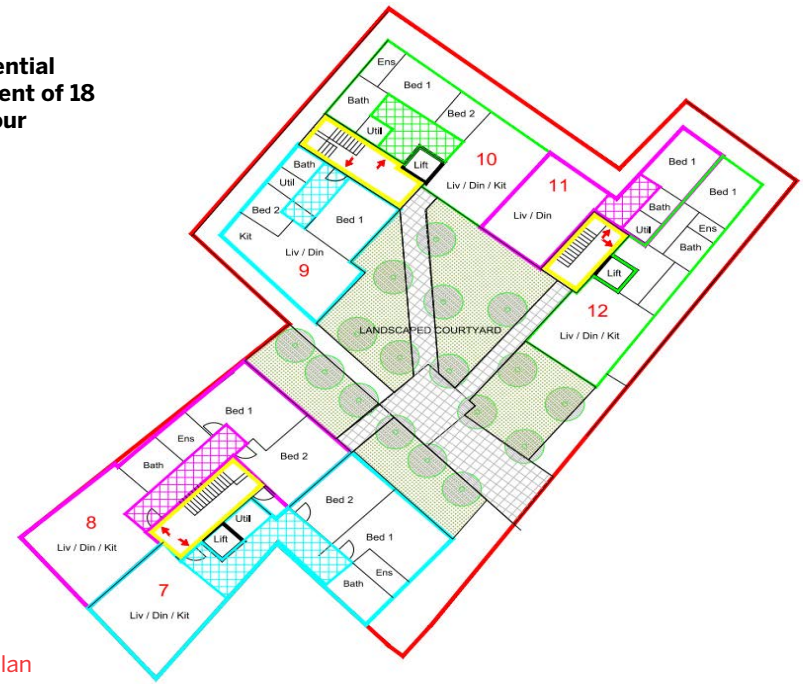 ential
ent of 18
our
Ens
Bed 1
Bath
Bed 2
Util
Lift
10
Liv / Din / Kit
Bath
Util
Bed 2
Bed 1
Kit
Liv / Din
9
11
Liv / Din
Bed 1
Bed 1
Bath
Util
Ens
Bath
Lift
12
Liv / Din / Kit
LANDSCAPED COURTYARD
Bed 1
Ens
Bath
Bed 2
8
Liv / Din / Kit
Util
Lift
Bed 2
Bed 1
Ens
Bath
7
Liv / Din / Kit
lan